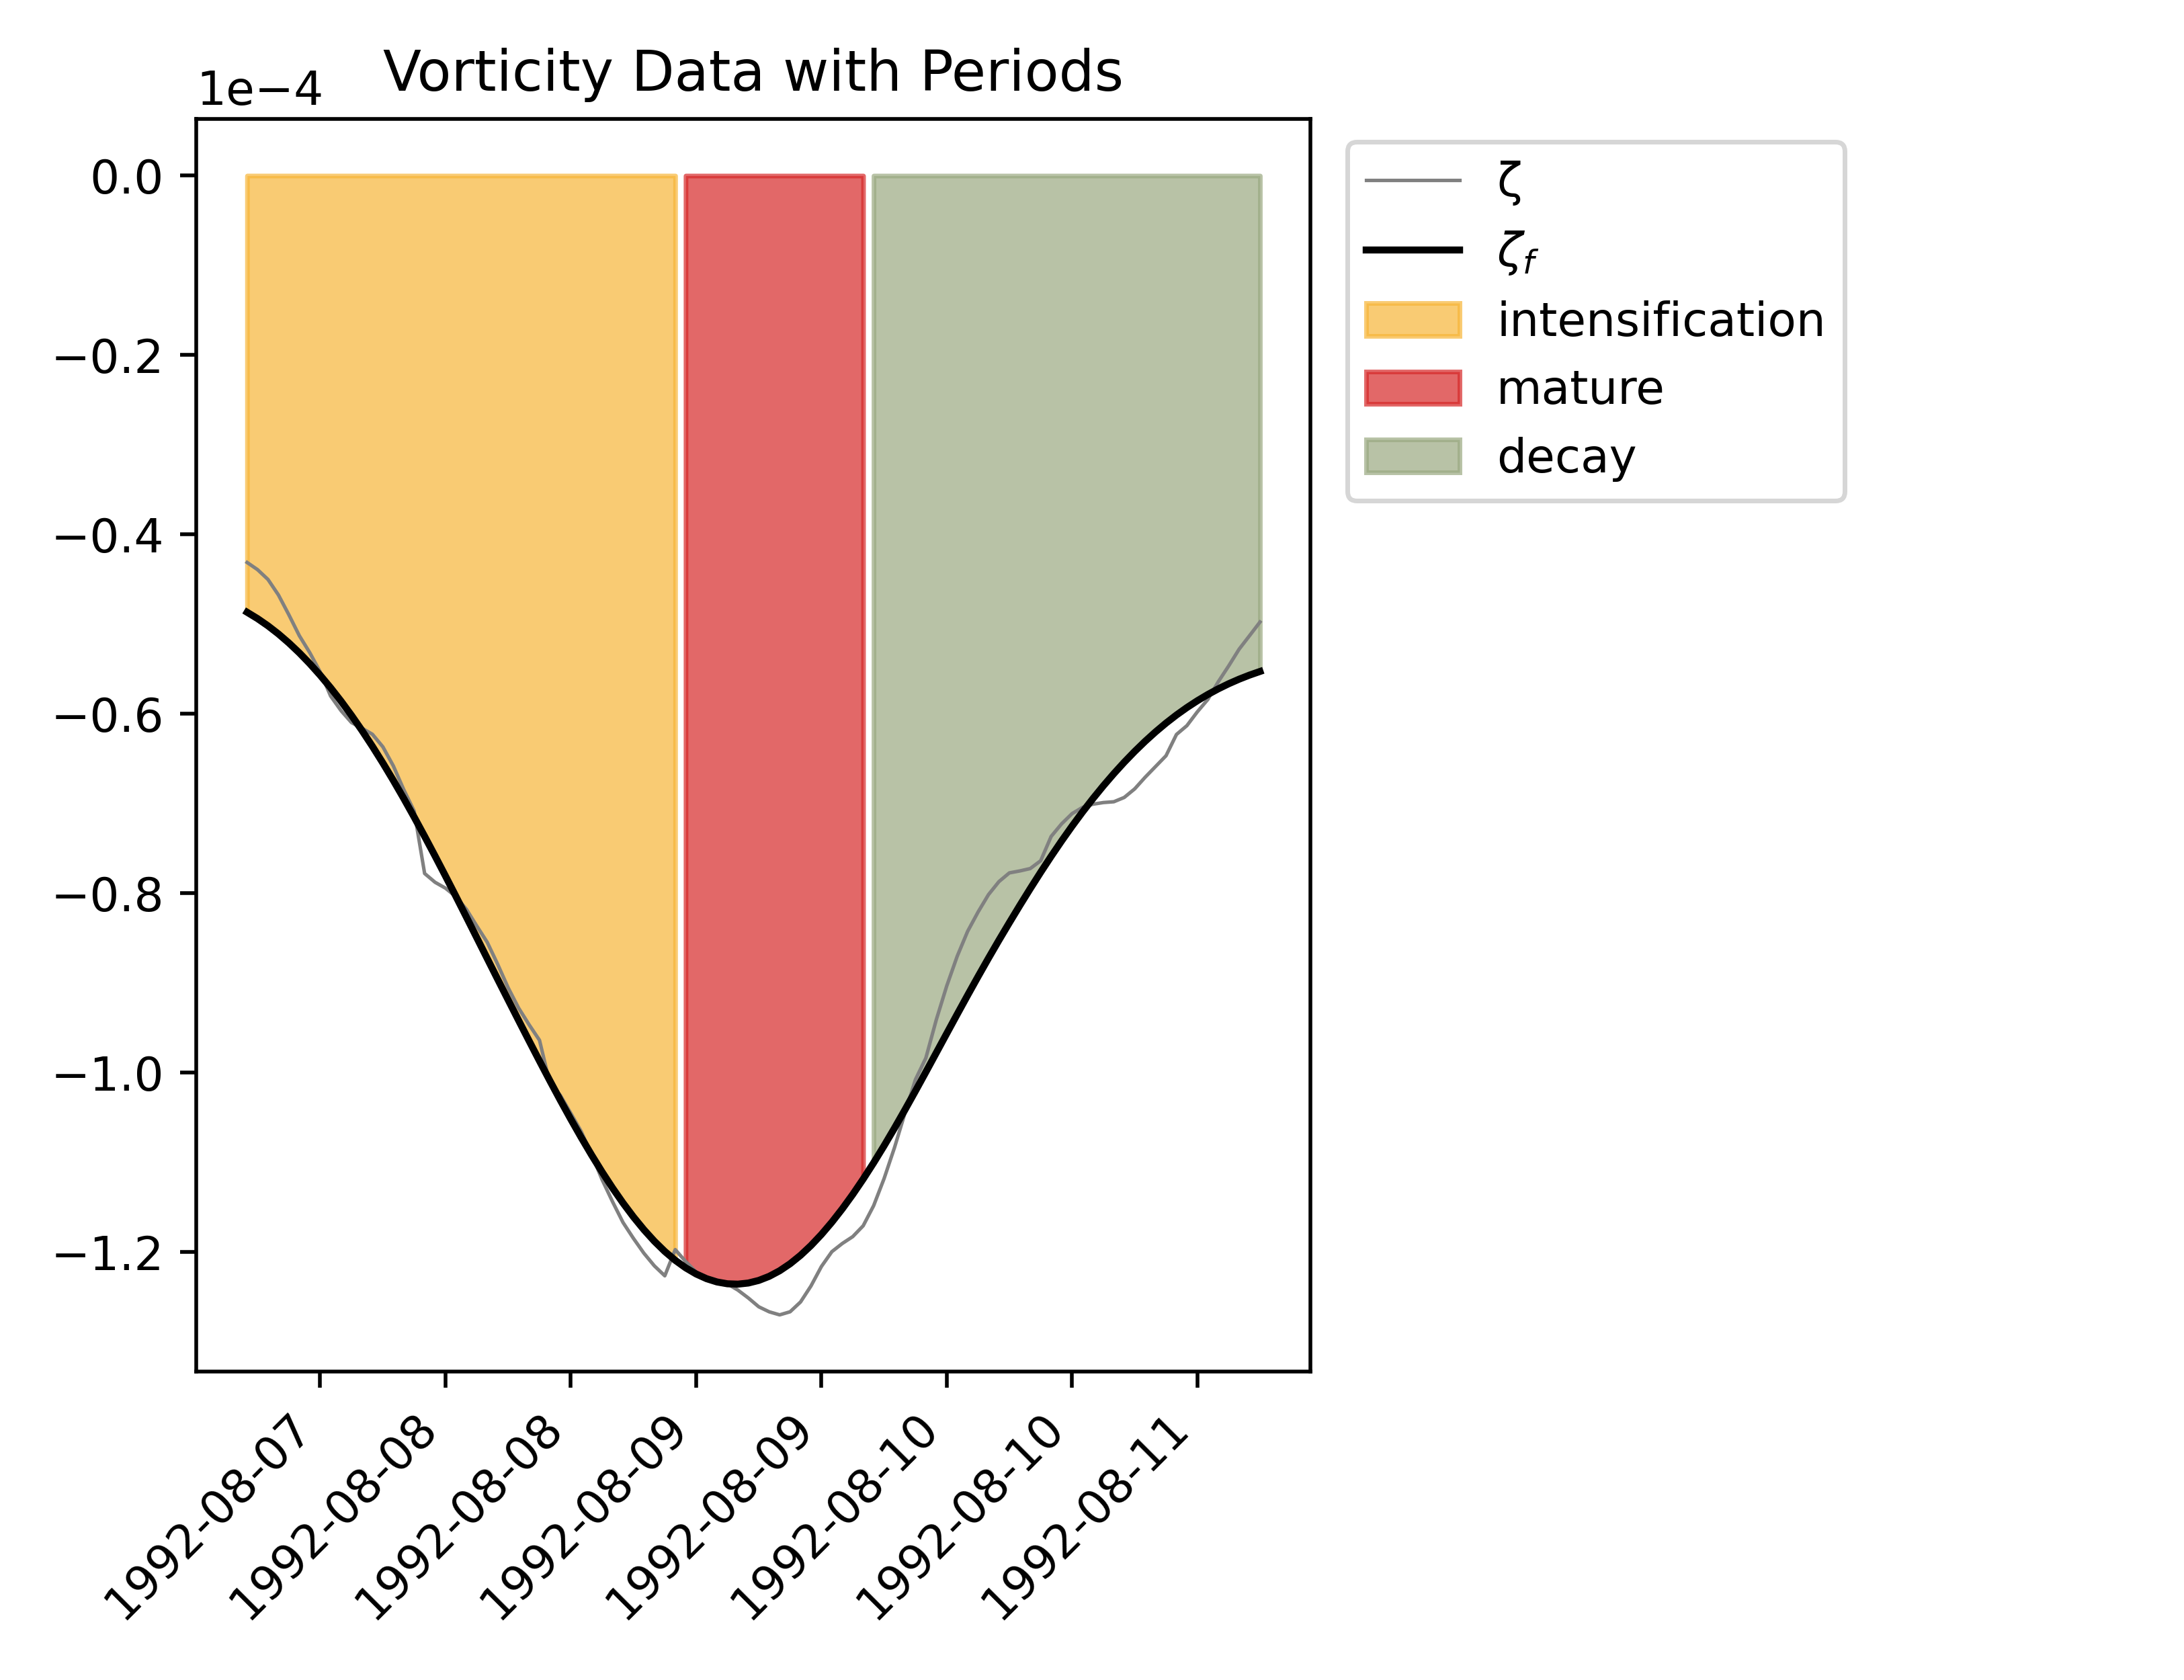 Vorticity Data with Periods
1e−4
0.0
−0.2
−0.4
−0.6
−0.8
−1.0
−1.2
1992-08-07
1992-08-08
1992-08-08
1992-08-09
1992-08-09
1992-08-10
1992-08-10
1992-08-11
ζ
ζf
intensification
mature
decay